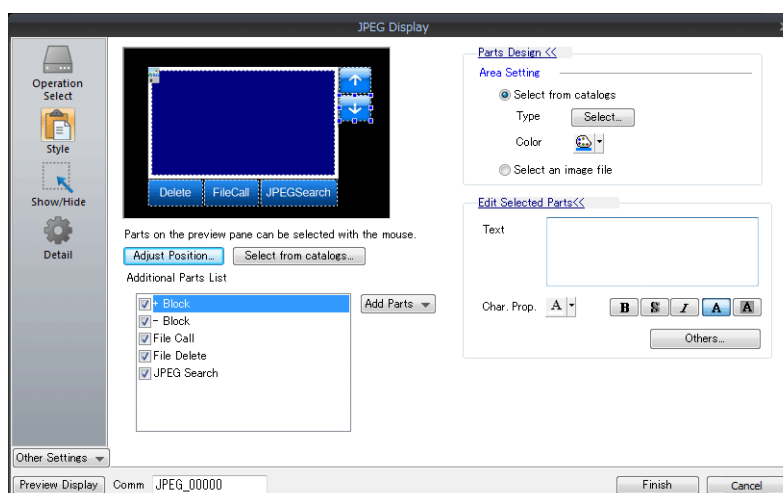 JPEG Display
Operation
Select
Style
Show/Hide
Detail
Other Settings
Delete FileCall JPEGSearch
Parts on the preview pane can be selected with the mouse.
Adjust Position... Select from catalogs...
Additional Parts List
+ Block
- Block
File Call
File Delete
JPEG Search
Add Parts
Parts Design <<
Area Setting
Select from catalogs
Type Select...
Color
Select an image file
Edit Selected Parts<<
Text
Char. Prop. A B S I A A
Others...
Preview Display Comm JPEG_00000 Finish Cancel